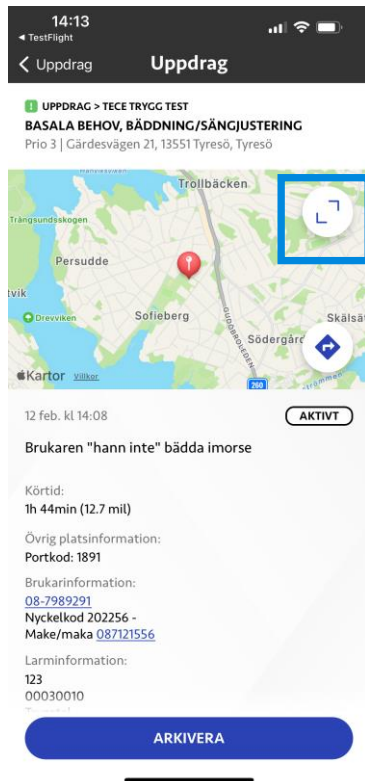 14:13
◀ TestFlight
Uppdrag
Uppdrag
UPPDRAG > TECE TRYGG TEST
BASALA BEHOV, BÄDDNING/SÄNGJUSTERING
Prio 3 | Gärdesvägen 21, 13551 Tyresö, Tyresö
Trollbäcken
Trångsundsskogen
Persudde
tvik
Drevviken
Sofieberg
GUDÖBROLEDEN
Skälsä
Södergård
Kartor
Villkor
260
12 feb. kl 14:08
AKTIVT
Brukaren "hann inte" bädda imorse
Körtid:
1h 44min (12.7 mil)
Övrig platsinformation:
Portkod: 1891
Brukarinformation:
08-7989291
Nyckelkod 202256 -
Make/maka 087121556
Larminformation:
123
00030010
ARKIVERA